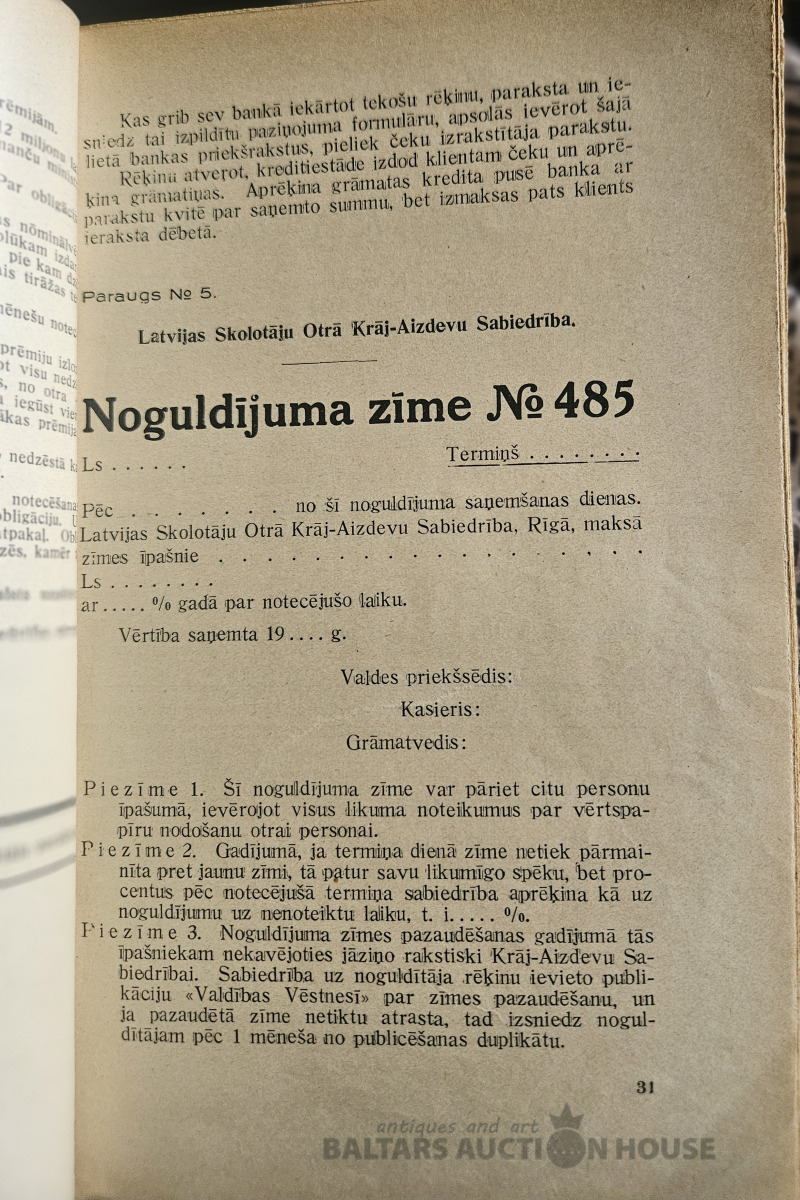 Kas grib sev bankā iekārtot tekošu rēķinu, paraksta un ie-
sniedz tai izpildītu paziņojuma formulāru, apsolās ievērot šajā
lietā bankas priekšrakstus, pieliek čeku izrakstītāja parakstu.
Rēķinu atverot, kreditiestāde izdod klientam čeku un aprē-
ķina grāmatiņas. Aprēķina grāmatas kredita pusē banka ar
parakstu kvitē par saņemto summu, bet izmaksas pats klients
ieraksta dēbetā.
Paraugs № 5.
Latvijas Skolotāju Otrā Krāj-Aizdevu Sabiedrība.
Noguldījuma zīme № 485
Ls . . . . . . Termiņš . . . . . . . .
Pēc . . . . . . . no šī noguldījuma saņemšanas dienas.
Latvijas Skolotāju Otrā Krāj-Aizdevu Sabiedrība, Rīgā, maksā
zīmes īpašnie . . . . . . . . . . . . . . . . .
Ls . . . . . . . .
ar ..... % gadā par notecējušo laiku.
Vērtība saņemta 19 .... g.
Valdes priekšsēdis:
Kasieris:
Grāmatvedis:
Piezīme 1. Šī noguldījuma zīme var pāriet citu personu
īpašumā, ievērojot visus likuma noteikumus par vērtspa-
pīru nodošanu otrai personai.
Piezīme 2. Gadījumā, ja termiņa dienā zīme netiek pārmai-
nīta pret jaunu zīmi, tā patur savu likumīgo spēku, bet pro-
centus pēc notecējušā termiņa sabiedrība aprēķina kā uz
noguldījumu uz nenoteiktu laiku, t. i. .... %.
Piezīme 3. Noguldījuma zīmes pazaudēšanas gadījumā tās
īpašniekam nekavējoties jāziņo rakstiski Krāj-Aizdevu Sa-
biedrībai. Sabiedrība uz noguldītāja rēķinu ievieto publi-
kāciju «Valdības Vēstnesī» par zīmes pazaudēšanu, un
ja pazaudētā zīme netiktu atrasta, tad izsniedz nogul-
dītājam pēc 1 mēneša no publicēšanas duplikātu.
31
antiques and art
BALTARS AUCTION HOUSE